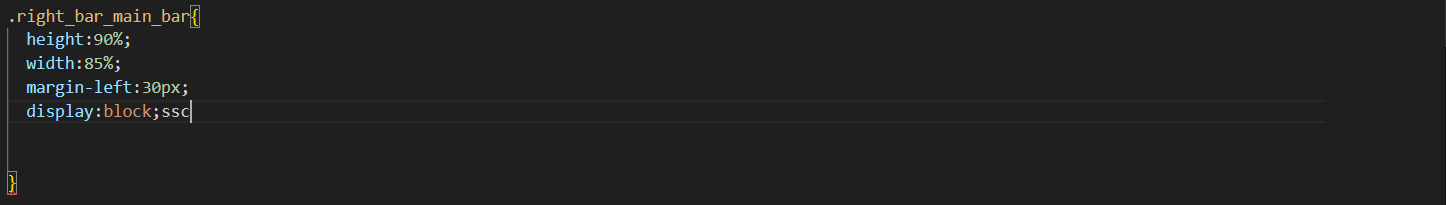 .right_bar_main_bar{
height:90%;
width:85%;
margin-left:30px;
display:block;ssc
}